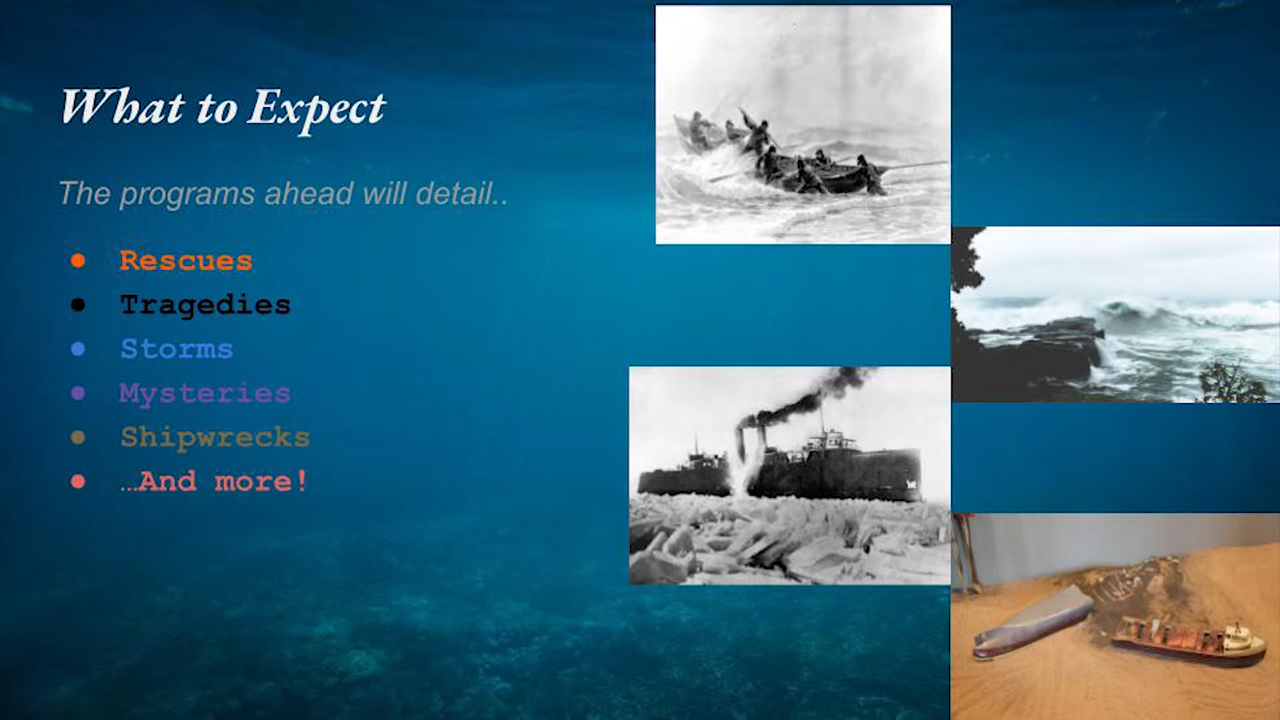 What to Expect
The programs ahead will detail..
● Rescues
● Tragedies
● Storms
● Mysteries
● Shipwrecks
● …And more!